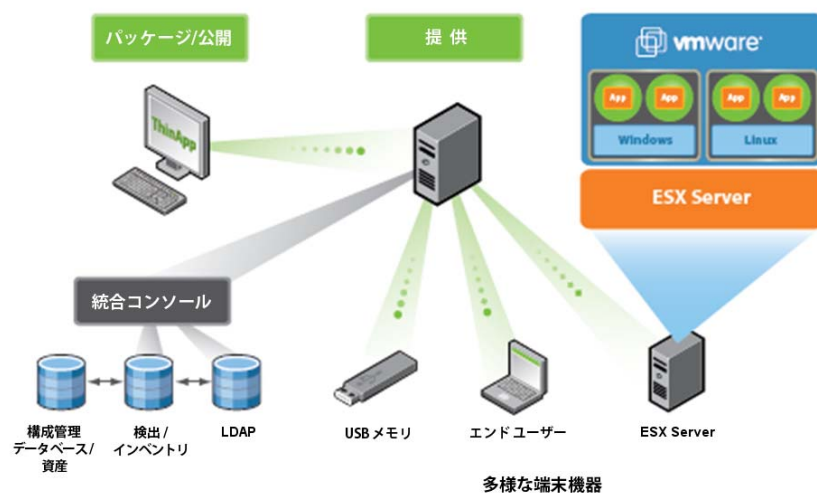 パッケージ/公開
提 供
vmware
App
App
App
App
Windows
Linux
ESX Server
ThinApp
統合コンソール
構成管理
データベース/
資産
検出 /
インベントリ
LDAP
USB メモリ
エンド ユーザー
ESX Server
多様な端末機器